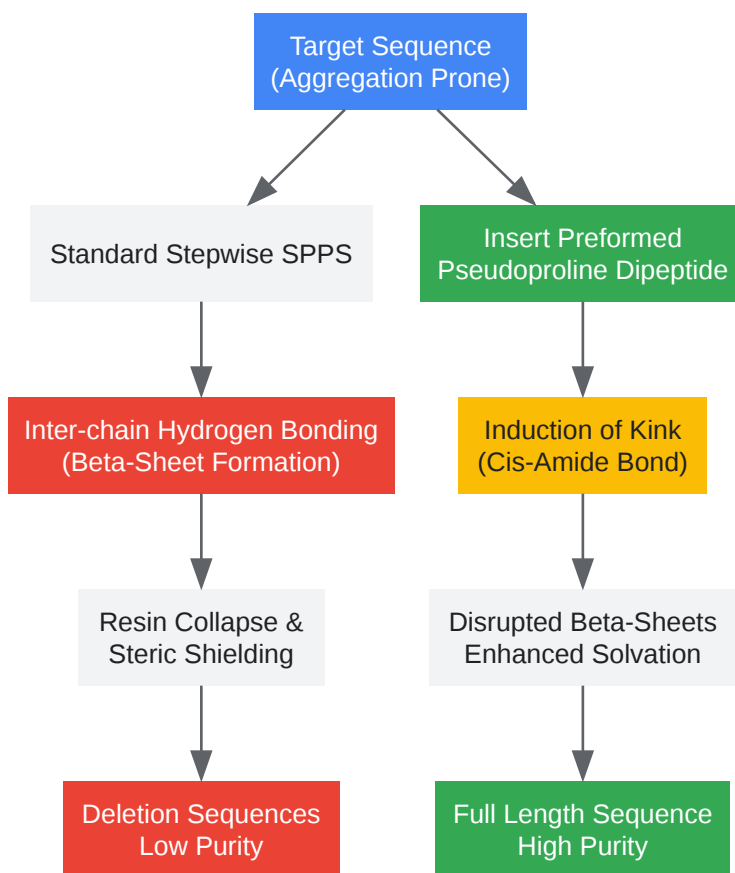 Target Sequence
(Aggregation Prone)
Standard Stepwise SPPS
Insert Preformed
Pseudoproline Dipeptide
Inter-chain Hydrogen Bonding
(Beta-Sheet Formation)
Induction of Kink
(Cis-Amide Bond)
Resin Collapse &
Steric Shielding
Disrupted Beta-Sheets
Enhanced Solvation
Deletion Sequences
Low Purity
Full Length Sequence
High Purity